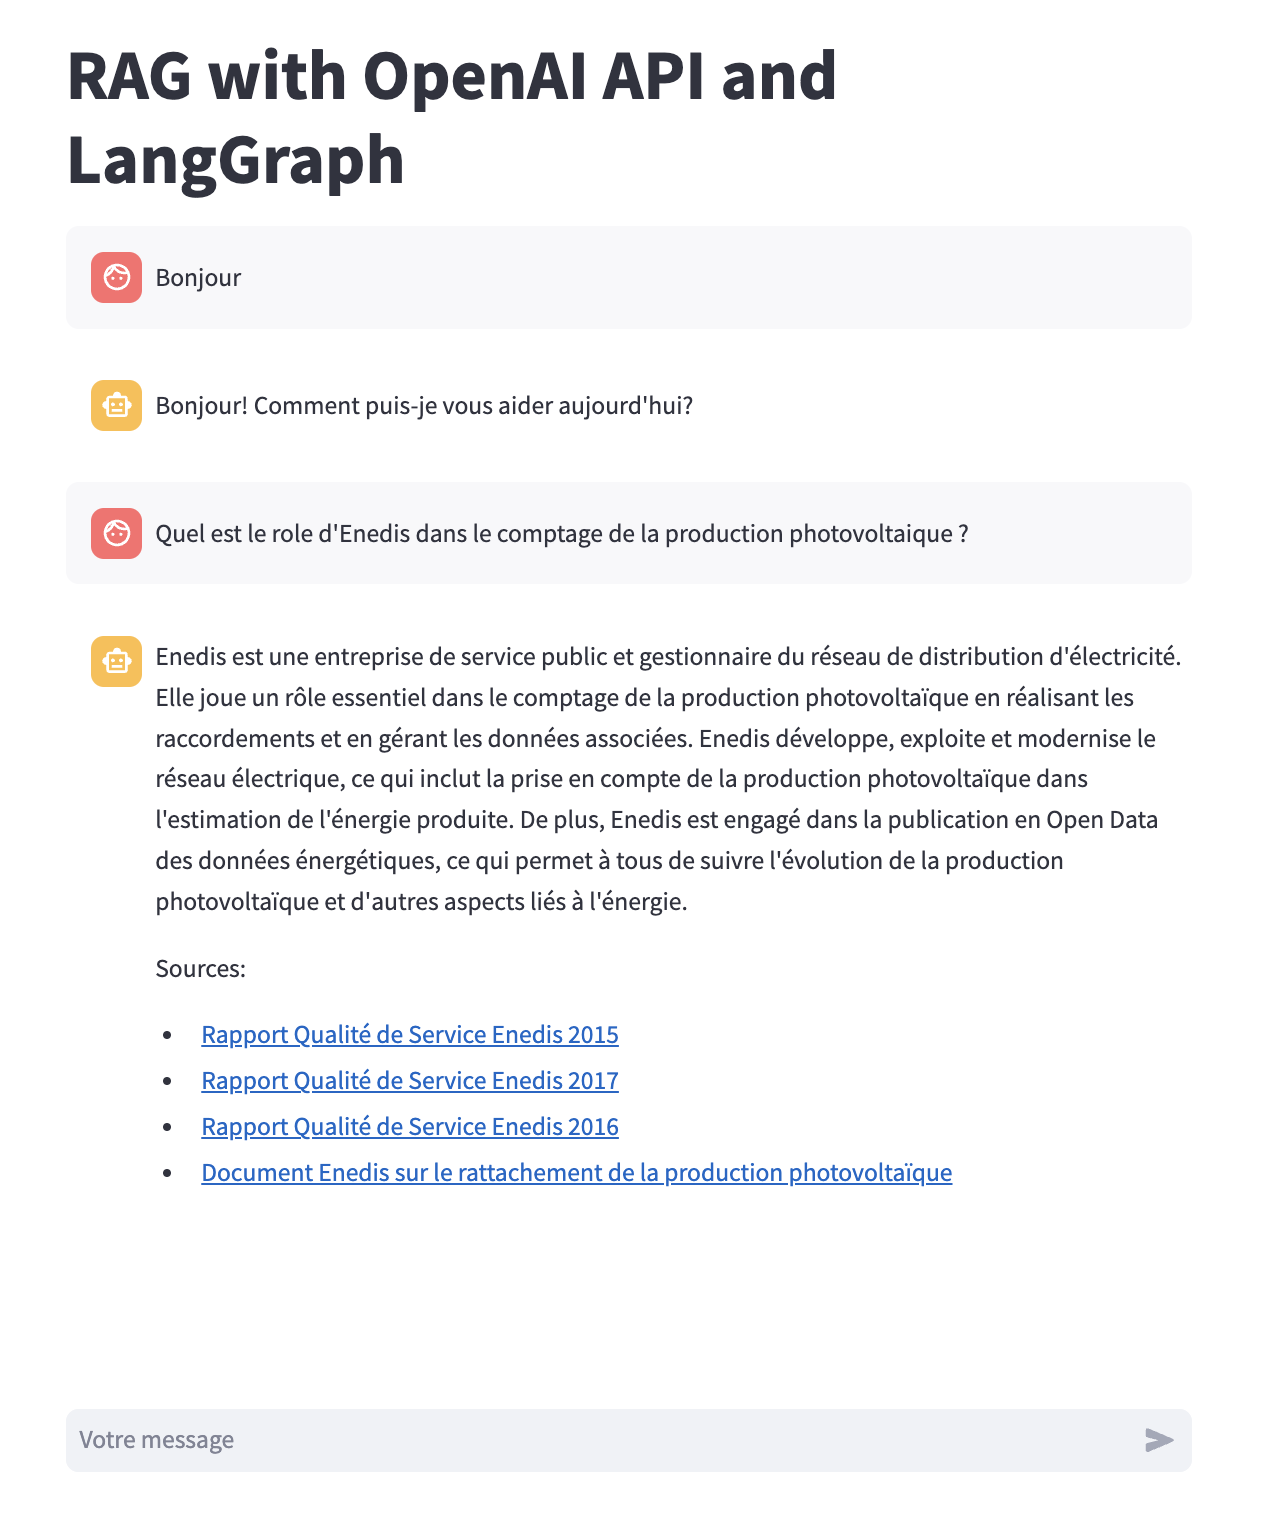 RAG with OpenAI API and
LangGraph
Bonjour
Bonjour! Comment puis-je vous aider aujourd'hui?
Quel est le role d'Enedis dans le comptage de la production photovoltaique ?
Enedis est une entreprise de service public et gestionnaire du réseau de distribution d'électricité.
Elle joue un rôle essentiel dans le comptage de la production photovoltaïque en réalisant les
raccordements et en gérant les données associées. Enedis développe, exploite et modernise le
réseau électrique, ce qui inclut la prise en compte de la production photovoltaïque dans
l'estimation de l'énergie produite. De plus, Enedis est engagé dans la publication en Open Data
des données énergétiques, ce qui permet à tous de suivre l'évolution de la production
photovoltaïque et d'autres aspects liés à l'énergie.
Sources:
• Rapport Qualité de Service Enedis 2015
• Rapport Qualité de Service Enedis 2017
• Rapport Qualité de Service Enedis 2016
• Document Enedis sur le rattachement de la production photovoltaïque
Votre message